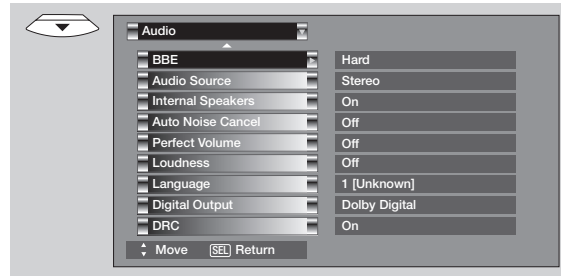 Audio
BBE Hard
Audio Source Stereo
Internal Speakers On
Auto Noise Cancel Off
Perfect Volume Off
Loudness Off
Language 1 [Unknown]
Digital Output Dolby Digital
DRC On
Move SEL Return